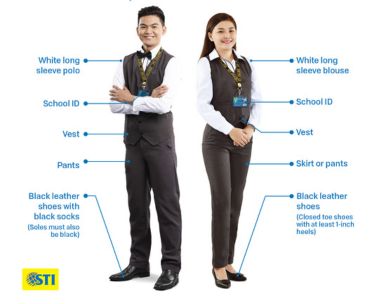 White long
sleeve polo
School ID
Vest
Pants
Black leather
shoes with
black socks
(Soles must also
be black)
White long
sleeve blouse
School ID
Vest
Skirt or pants
Black leather
shoes
(Closed toe shoes
with at least 1-inch
heels)
STI